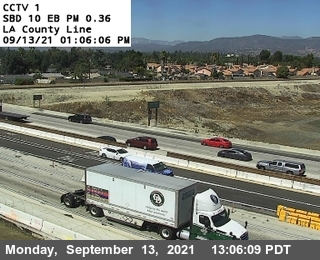 CCTV 1
SBD 10 EB PM 0.36
LA County Line
09/13/21 01:06:06 PM
Monday, September 13, 2021 13:06:09 PDT